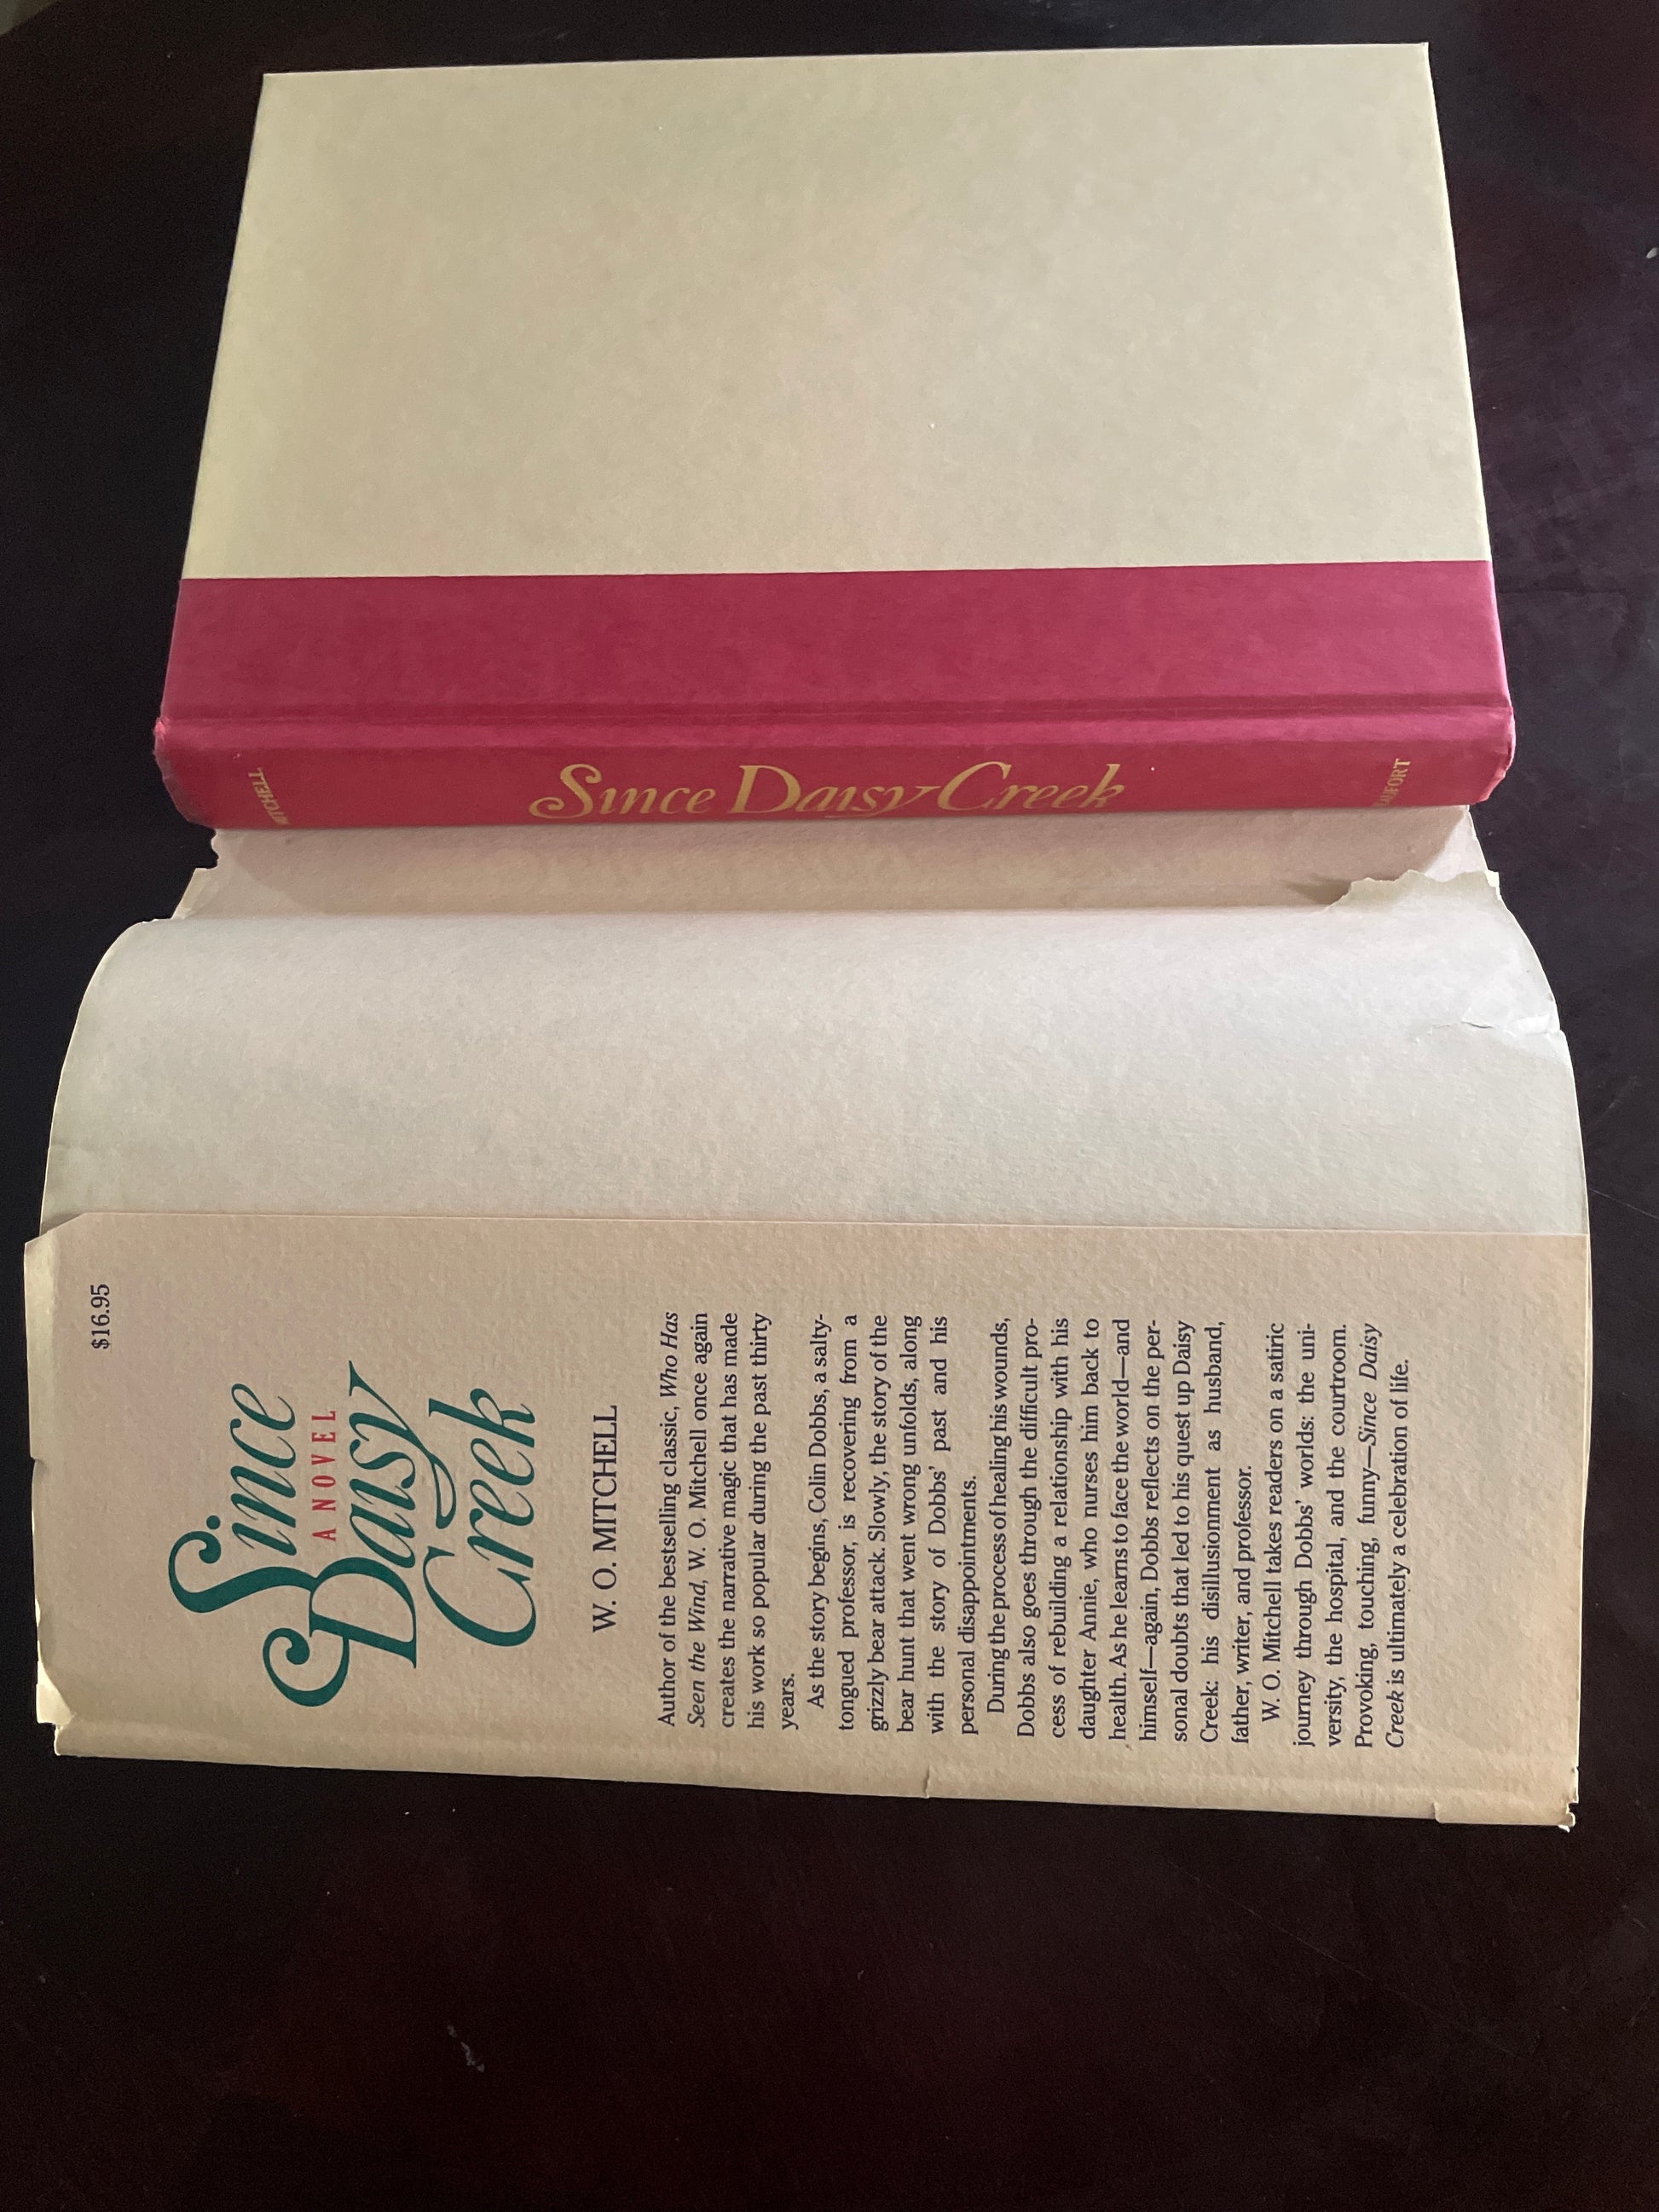 MITCHELL
Since Daisy Creek
$16.95
Since
A NOVEL
Daisy
Creek
W. O. MITCHELL
Author of the bestselling classic, Who Has
Seen the Wind, W. O. Mitchell once again
creates the narrative magic that has made
his work so popular during the past thirty
years.
As the story begins, Colin Dobbs, a salty-
tongued professor, is recovering from a
grizzly bear attack. Slowly, the story of the
bear hunt that went wrong unfolds, along
with the story of Dobbs' past and his
personal disappointments.
During the process of healing his wounds,
Dobbs also goes through the difficult pro-
cess of rebuilding a relationship with his
daughter Annie, who nurses him back to
health. As he learns to face the world—and
himself—again, Dobbs reflects on the per-
sonal doubts that led to his quest up Daisy
Creek: his disillusionment as husband,
father, writer, and professor.
W. O. Mitchell takes readers on a satiric
journey through Dobbs' worlds: the uni-
versity, the hospital, and the courtroom.
Provoking, touching, funny—Since Daisy
Creek is ultimately a celebration of life.